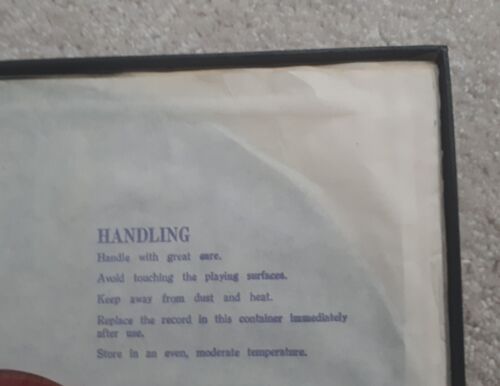 HANDLING
Handle with great care.
Avoid touching the playing surfaces.
Keep away from dust and heat.
Replace the record in this container immediately
after use.
Store in an even, moderate temperature.